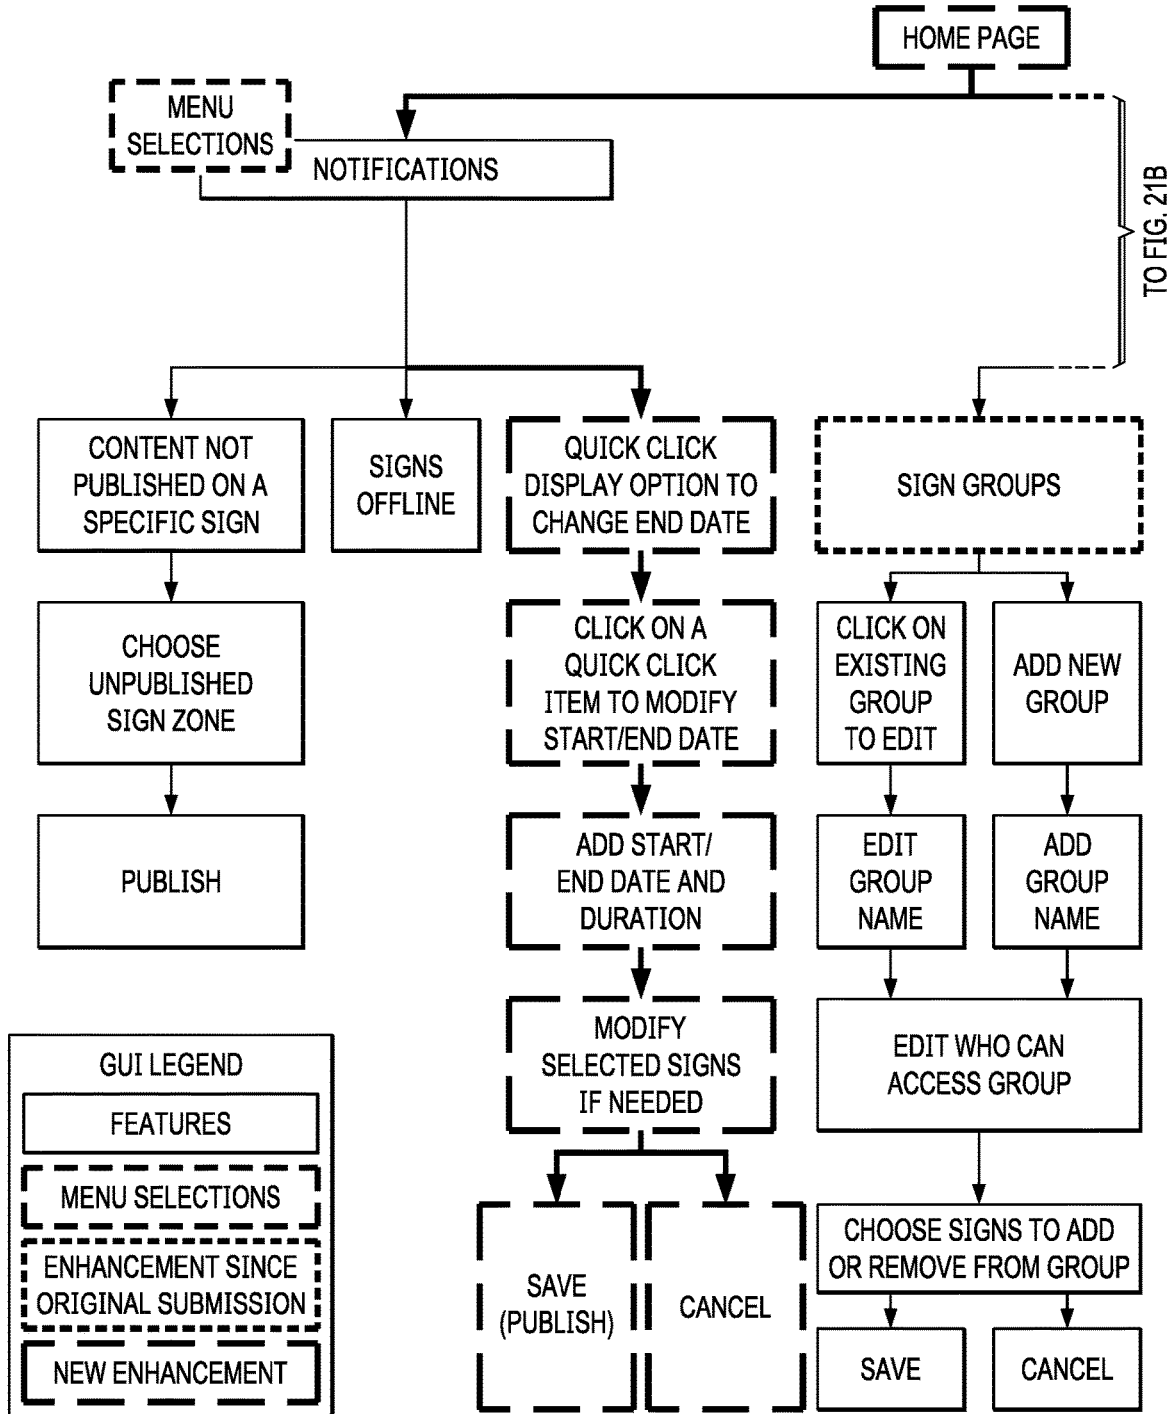 HOME PAGE
MENU
SELECTIONS
NOTIFICATIONS
TO FIG. 21B
CONTENT NOT
PUBLISHED ON A
SPECIFIC SIGN
SIGNS
OFFLINE
QUICK CLICK
DISPLAY OPTION TO
CHANGE END DATE
SIGN GROUPS
CHOOSE
UNPUBLISHED
SIGN ZONE
CLICK ON A
QUICK CLICK
ITEM TO MODIFY
START/END DATE
CLICK ON
EXISTING
GROUP
TO EDIT
ADD NEW
GROUP
PUBLISH
ADD START/
END DATE AND
DURATION
EDIT
GROUP
NAME
ADD
GROUP
NAME
MODIFY
SELECTED SIGNS
IF NEEDED
EDIT WHO CAN
ACCESS GROUP
SAVE
(PUBLISH)
CANCEL
CHOOSE SIGNS TO ADD
OR REMOVE FROM GROUP
SAVE
CANCEL
GUI LEGEND
FEATURES
MENU SELECTIONS
ENHANCEMENT SINCE
ORIGINAL SUBMISSION
NEW ENHANCEMENT